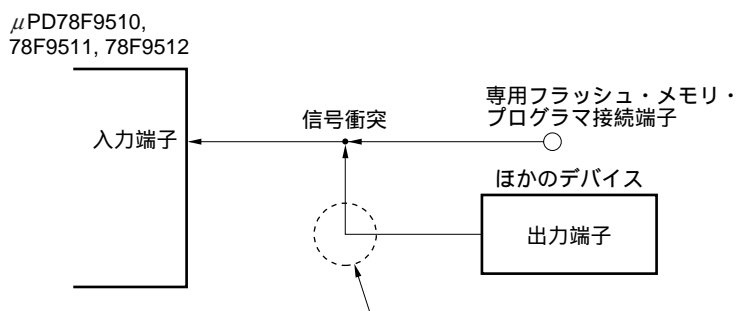 μPD78F9510,
78F9511, 78F9512
専用フラッシュ・メモリ・
プログラマ接続端子
信号衝突
入力端子
ほかのデバイス
出力端子